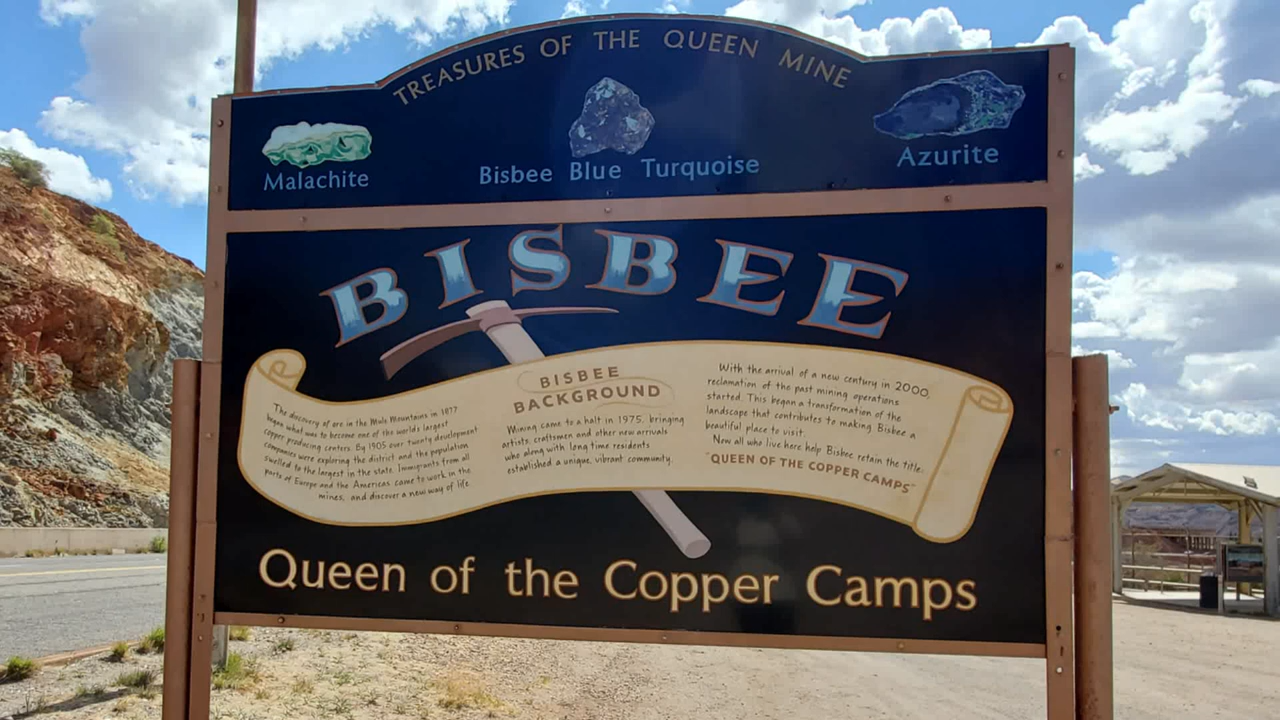 TREASURES OF THE QUEEN MINE
Malachite
Bisbee Blue Turquoise
Azurite
BISBEE
BISBEE
BACKGROUND
The discovery of ore in the Mule Mountains in 1877
began what was to become one of the world's largest
copper producing centers. By 1905 over twenty development
companies were exploring the district and the population
swelled to the largest in the state. Immigrants from all
parts of Europe and the Americas came to work in the
mines, and discover a new way of life.
Mining came to a halt in 1975, bringing
artists, craftsmen and other new arrivals
who along with long time residents
established a unique, vibrant community.
With the arrival of a new century in 2000,
reclamation of the past mining operations
started. This began a transformation of the
landscape that contributes to making Bisbee a
beautiful place to visit.
Now all who live here help Bisbee retain the title:
"QUEEN OF THE COPPER CAMPS"
Queen of the Copper Camps